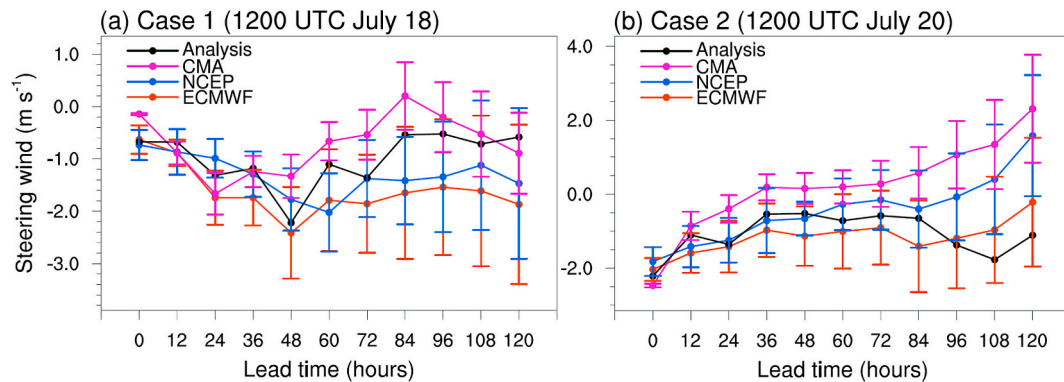 (a) Case 1 (1200 UTC July 18)
Analysis
CMA
NCEP
ECMWF
1.0
0.0
-1.0
-2.0
-3.0
Steering wind (m s-1)
0 12 24 36 48 60 72 84 96 108 120
Lead time (hours)
(b) Case 2 (1200 UTC July 20)
Analysis
CMA
NCEP
ECMWF
4.0
2.0
0.0
-2.0
0 12 24 36 48 60 72 84 96 108 120
Lead time (hours)